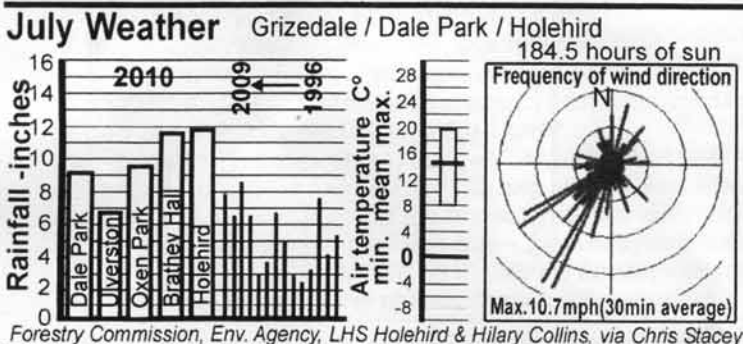 July Weather Grizedale / Dale Park / Holehird
184.5 hours of sun
Rainfall -inches
16
14
12
10
8
6
4
2
0
2010
2009
1996
Dale Park
Ulverston
Oxen Park
Brathey Hall
Holehird
Air temperature C°
min. mean max.
28
24
20
16
12
8
4
0
-4
-8
Frequency of wind direction
N
Max.10.7mph(30min average)
Forestry Commission, Env. Agency, LHS Holehird & Hilary Collins, via Chris Stacey